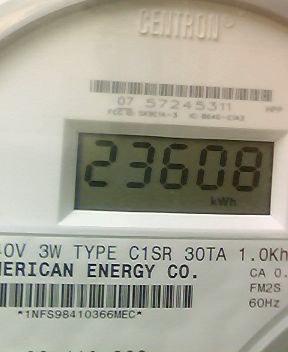 CENTRON
07 57245311
23608
kWh
40V 3W TYPE C1SR 30TA 1.0Kh
MERICAN ENERGY CO.
CA 0.
FM2S
60Hz
*1NFS98410366MEC*